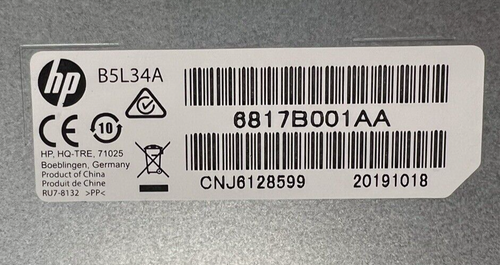 hp
B5L34A
6817B001AA
CE
10
HP, HQ-TRE, 71025
Boeblingen, Germany
Product of China
Produit de Chine
RU7-8132 >PP<
CNJ6128599 20191018